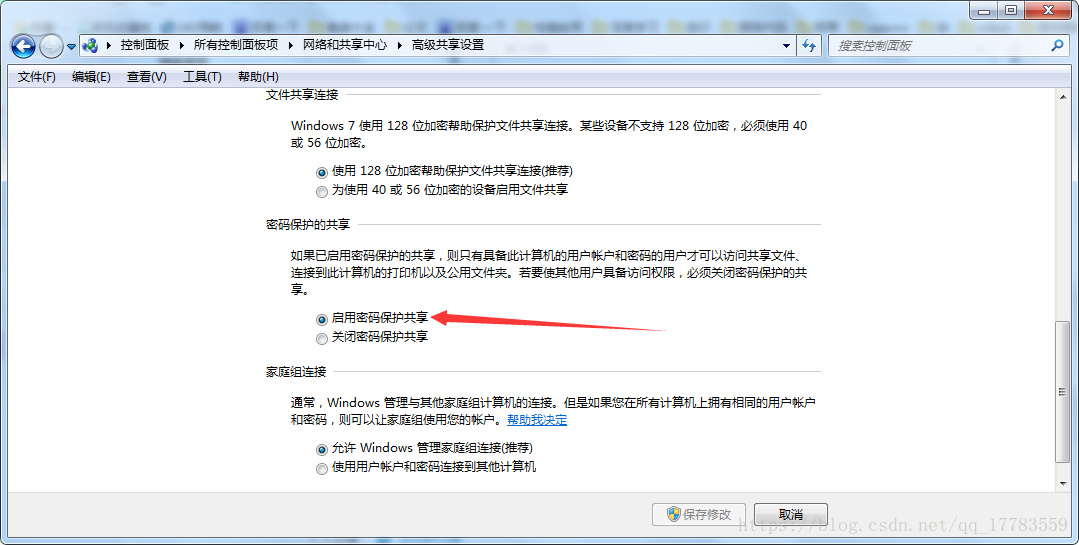 控制面板 所有控制面板项 网络和共享中心 高级共享设置
搜索控制面板
文件(F) 编辑(E) 查看(V) 工具(T) 帮助(H)
文件共享连接
Windows 7 使用 128 位加密帮助保护文件共享连接。某些设备不支持 128 位加密，必须使用 40
或 56 位加密。
使用 128 位加密帮助保护文件共享连接(推荐)
为使用 40 或 56 位加密的设备启用文件共享
密码保护的共享
如果已启用密码保护的共享，则只有具备此计算机的用户帐户和密码的用户才可以访问共享文件、
连接到此计算机的打印机以及公用文件夹。若要使其他用户具备访问权限，必须关闭密码保护的共
享。
启用密码保护共享
关闭密码保护共享
家庭组连接
通常，Windows 管理与其他家庭组计算机的连接。但是如果您在所有计算机上拥有相同的用户帐户
和密码，则可以让家庭组使用您的帐户。帮助我决定
允许 Windows 管理家庭组连接(推荐)
使用用户帐户和密码连接到其他计算机
保存修改 取消
https://blog.csdn.net/qq_17783559